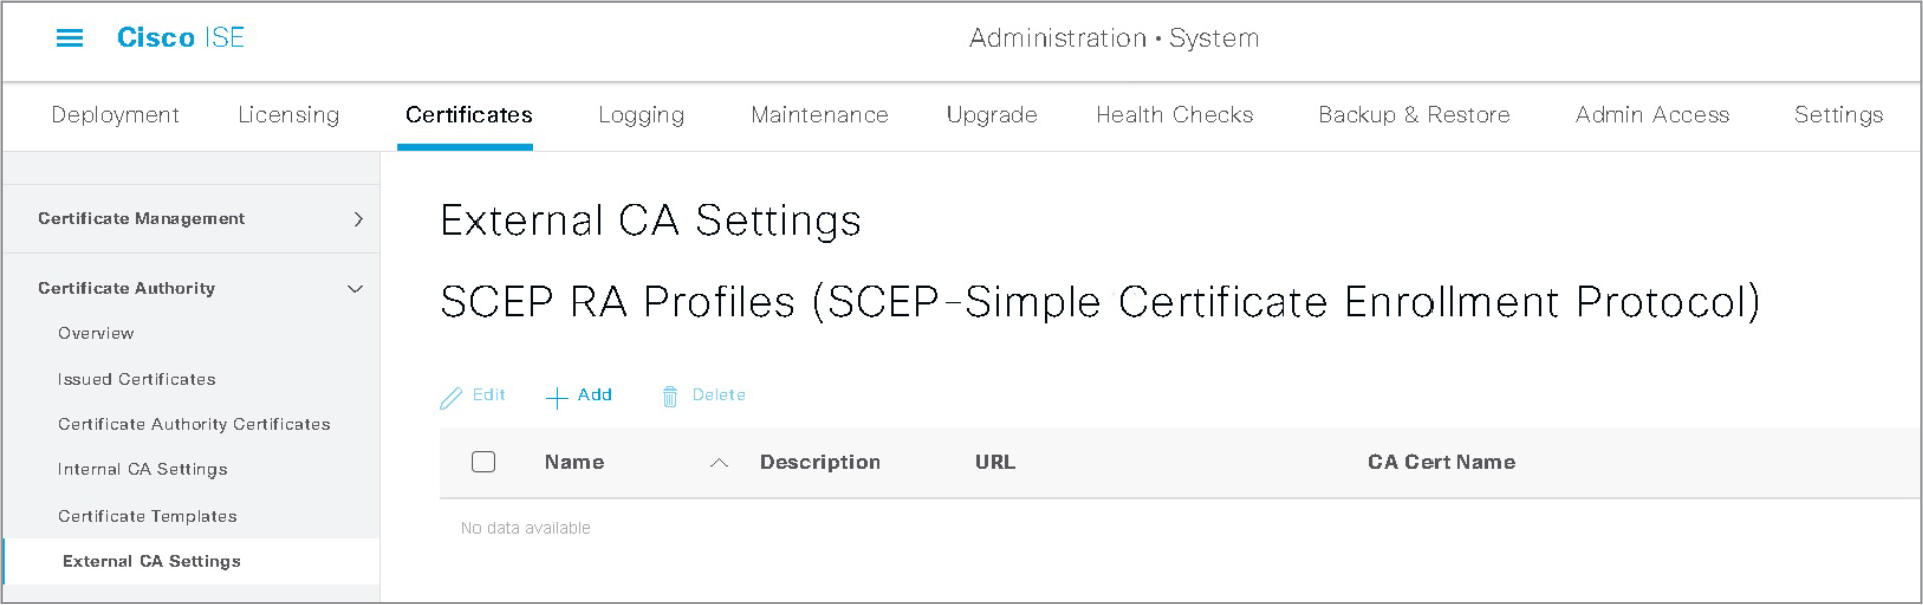 Cisco ISE
Administration • System
Deployment Licensing Certificates Logging Maintenance Upgrade Health Checks Backup & Restore Admin Access Settings
Certificate Management
Certificate Authority
Overview
Issued Certificates
Certificate Authority Certificates
Internal CA Settings
Certificate Templates
External CA Settings
External CA Settings
SCEP RA Profiles (SCEP-Simple Certificate Enrollment Protocol)
Edit Add Delete
Name Description URL CA Cert Name
No data available